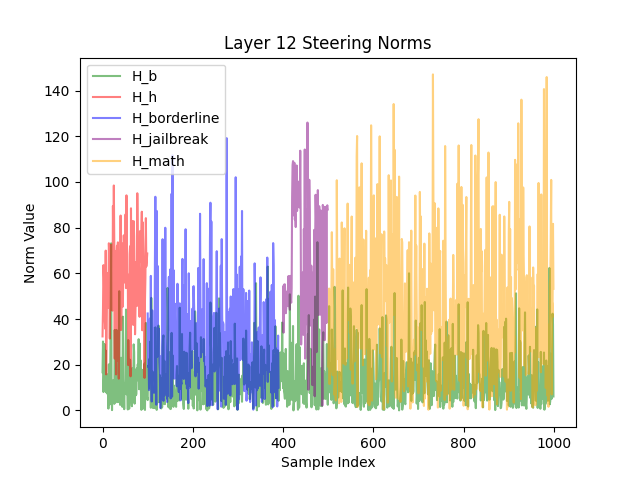 Layer 12 Steering Norms
H_b
H_h
H_borderline
H_jailbreak
H_math
Norm Value
140
120
100
80
60
40
20
0
0 200 400 600 800 1000
Sample Index